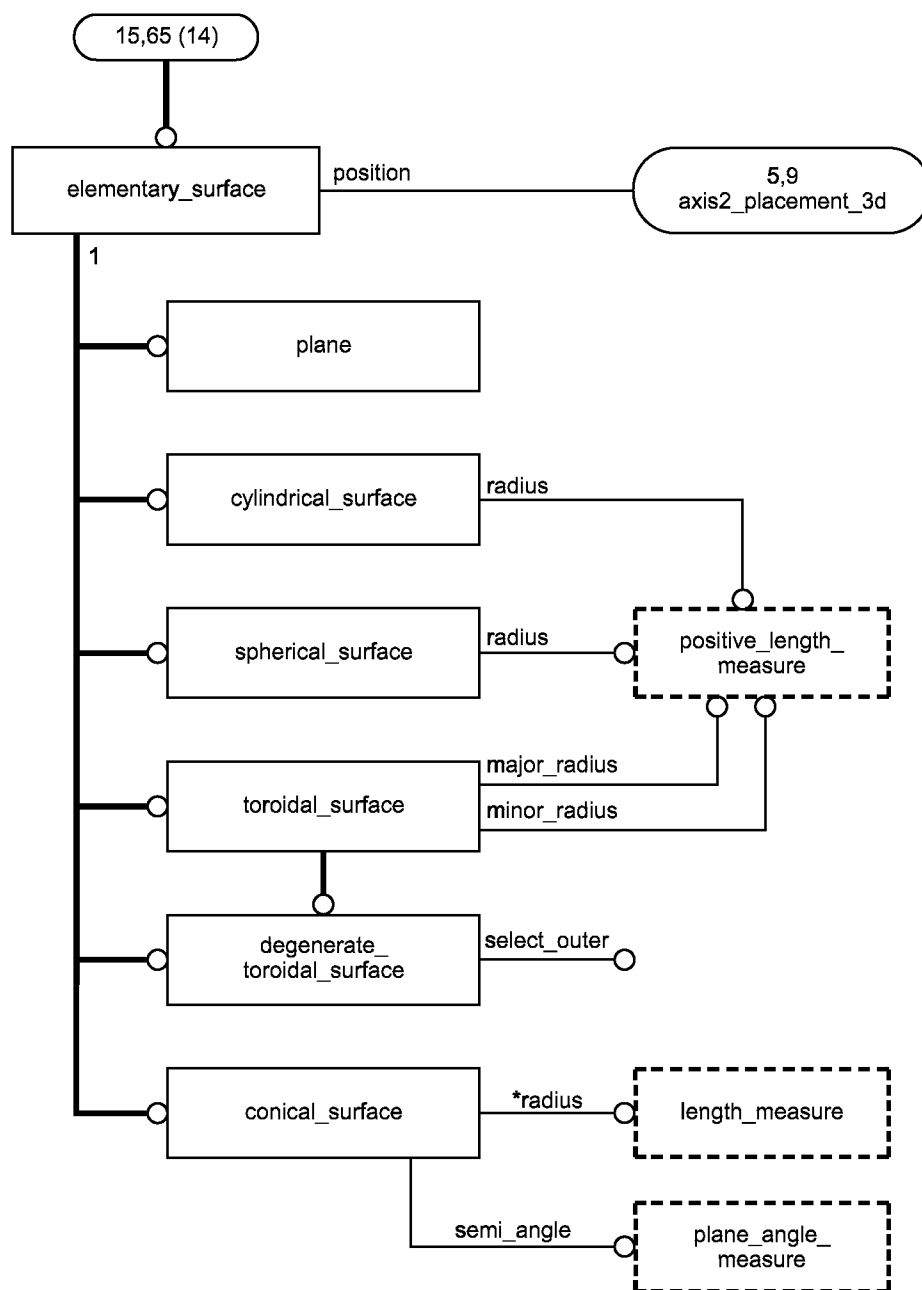 15,65 (14)
elementary_surface
position
5,9
axis2_placement_3d
1
plane
cylindrical_surface
radius
spherical_surface
radius
positive_length_
measure
toroidal_surface
major_radius
minor_radius
degenerate_
toroidal_surface
select_outer
conical_surface
*radius
length_measure
semi_angle
plane_angle_
measure